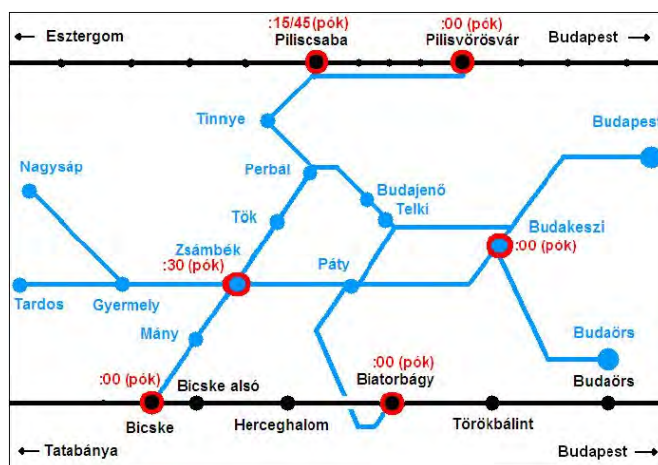 :15/45 (pók)
:00 (pók)
← Esztergom
Piliscsaba
Pilisvörösvár
Budapest →
Tinnye
Budapest
Nagysáp
Perbál
Budajenő
Telki
Tök
Budakeszi
Zsámbék
:30 (pók)
:00 (pók)
Páty
Tardos
Gyermely
Mány
Budaörs
:00 (pók)
:00 (pók)
Bicske alsó
Biatorbágy
Budaörs
Bicske
Herceghalom
Törökbálint
← Tatabánya
Budapest →